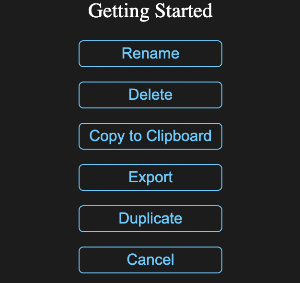 Getting Started
Rename
Delete
Copy to Clipboard
Export
Duplicate
Cancel